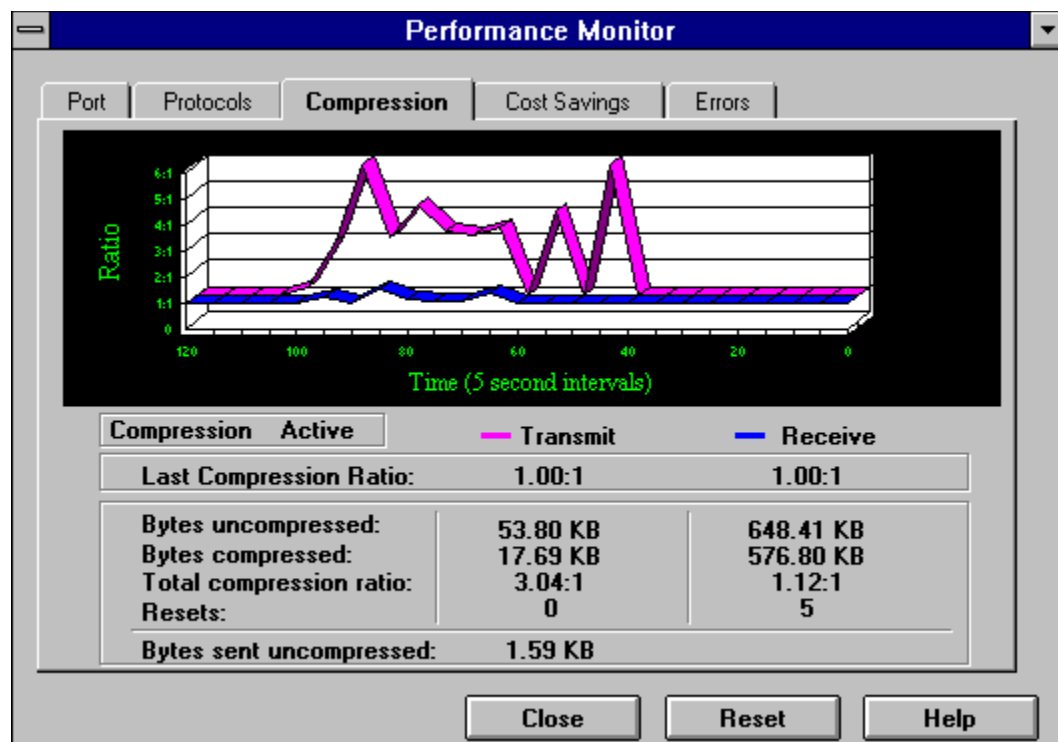 Performance Monitor
Port Protocols Compression Cost Savings Errors
6:1
5:1
4:1
3:1
2:1
1:1
0
Ratio
120 100 80 60 40 20 0
Time (5 second intervals)
Compression Active
Transmit Receive
Last Compression Ratio: 1.00:1 1.00:1
Bytes uncompressed: 53.80 KB 648.41 KB
Bytes compressed: 17.69 KB 576.80 KB
Total compression ratio: 3.04:1 1.12:1
Resets: 0 5
Bytes sent uncompressed: 1.59 KB
Close Reset Help